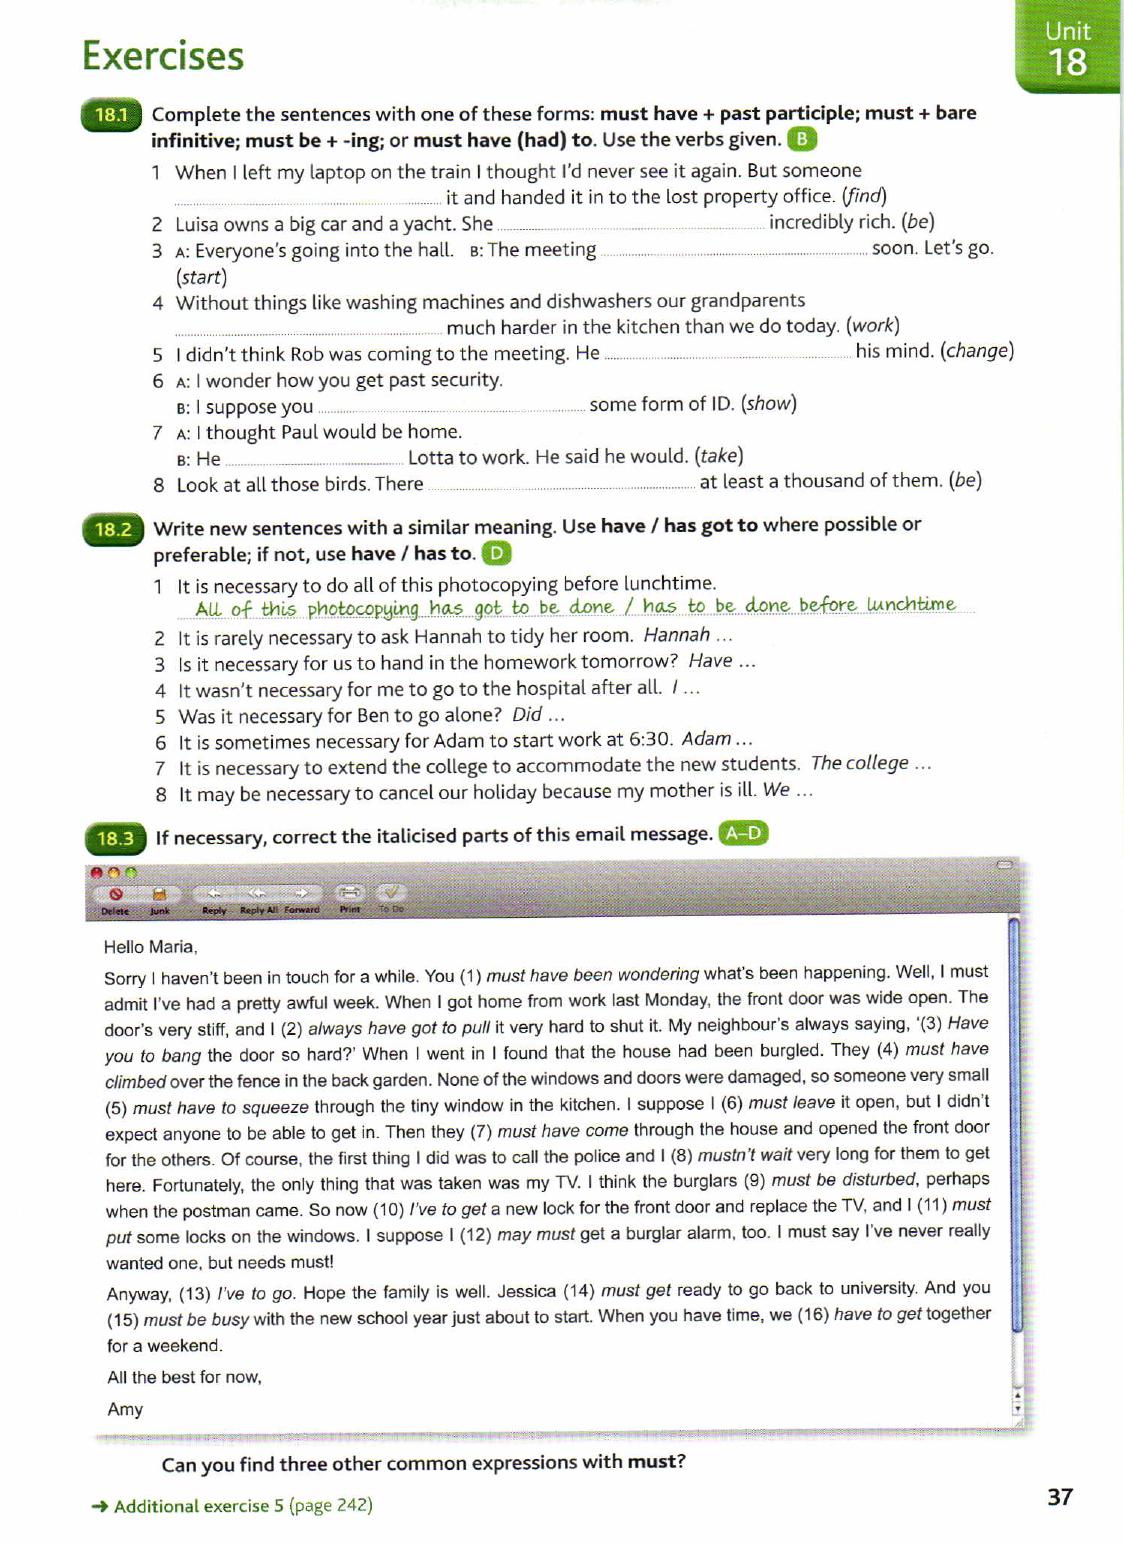 Unit
18
Exercises
18.1 Complete the sentences with one of these forms: must have + past participle; must + bare
infinitive; must be + -ing; or must have (had) to. Use the verbs given. B
1 When I left my laptop on the train I thought I'd never see it again. But someone
it and handed it in to the lost property office. (find)
2 Luisa owns a big car and a yacht. She incredibly rich. (be)
3 A: Everyone's going into the hall. B: The meeting soon. Let's go.
(start)
4 Without things like washing machines and dishwashers our grandparents
much harder in the kitchen than we do today. (work)
5 I didn't think Rob was coming to the meeting. He his mind. (change)
6 A: I wonder how you get past security.
B: I suppose you some form of ID. (show)
7 A: I thought Paul would be home.
B: He Lotta to work. He said he would. (take)
8 Look at all those birds. There at least a thousand of them. (be)
18.2 Write new sentences with a similar meaning. Use have / has got to where possible or
preferable; if not, use have / has to. D
1 It is necessary to do all of this photocopying before lunchtime.
All of this photocopying has got to be done / has to be done before lunchtime
2 It is rarely necessary to ask Hannah to tidy her room. Hannah ...
3 Is it necessary for us to hand in the homework tomorrow? Have ...
4 It wasn't necessary for me to go to the hospital after all. I ...
5 Was it necessary for Ben to go alone? Did ...
6 It is sometimes necessary for Adam to start work at 6:30. Adam ...
7 It is necessary to extend the college to accommodate the new students. The college ...
8 It may be necessary to cancel our holiday because my mother is ill. We ...
18.3 If necessary, correct the italicised parts of this email message. A–D
Delete Junk Reply Reply All Forward Print To Do
Hello Maria,
Sorry I haven't been in touch for a while. You (1) must have been wondering what's been happening. Well, I must
admit I've had a pretty awful week. When I got home from work last Monday, the front door was wide open. The
door's very stiff, and I (2) always have got to pull it very hard to shut it. My neighbour's always saying, '(3) Have
you to bang the door so hard?' When I went in I found that the house had been burgled. They (4) must have
climbed over the fence in the back garden. None of the windows and doors were damaged, so someone very small
(5) must have to squeeze through the tiny window in the kitchen. I suppose I (6) must leave it open, but I didn't
expect anyone to be able to get in. Then they (7) must have come through the house and opened the front door
for the others. Of course, the first thing I did was to call the police and I (8) mustn't wait very long for them to get
here. Fortunately, the only thing that was taken was my TV. I think the burglars (9) must be disturbed, perhaps
when the postman came. So now (10) I've to get a new lock for the front door and replace the TV, and I (11) must
put some locks on the windows. I suppose I (12) may must get a burglar alarm, too. I must say I've never really
wanted one, but needs must!
Anyway, (13) I've to go. Hope the family is well. Jessica (14) must get ready to go back to university. And you
(15) must be busy with the new school year just about to start. When you have time, we (16) have to get together
for a weekend.
All the best for now,
Amy
Can you find three other common expressions with must?
➜ Additional exercise 5 (page 242)
37